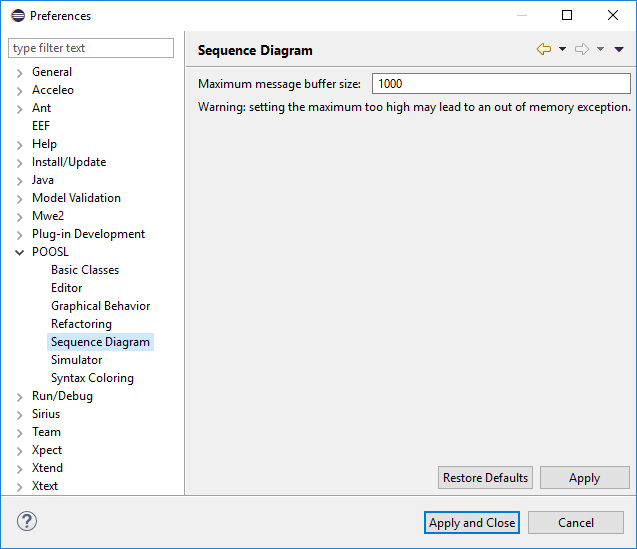 Preferences
type filter text
General
Acceleo
Ant
EEF
Help
Install/Update
Java
Model Validation
Mwe2
Plug-in Development
POOSL
Basic Classes
Editor
Graphical Behavior
Refactoring
Sequence Diagram
Simulator
Syntax Coloring
Run/Debug
Sirius
Team
Xpect
Xtend
Xtext
Sequence Diagram
Maximum message buffer size: 1000
Warning: setting the maximum too high may lead to an out of memory exception.
Restore Defaults Apply
? Apply and Close Cancel